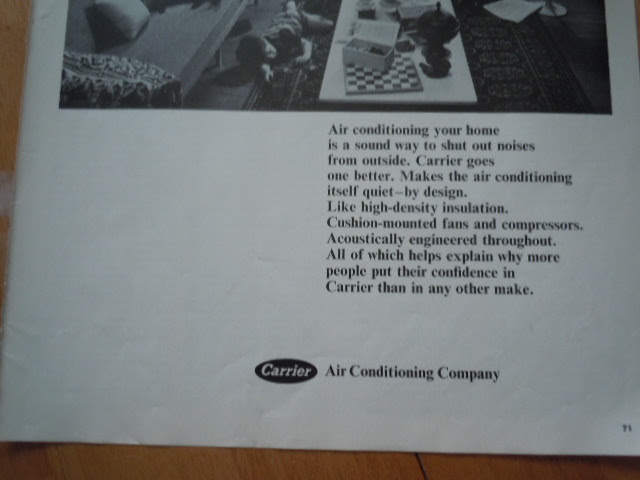 Air conditioning your home
is a sound way to shut out noises
from outside. Carrier goes
one better. Makes the air conditioning
itself quiet—by design.
Like high-density insulation.
Cushion-mounted fans and compressors.
Acoustically engineered throughout.
All of which helps explain why more
people put their confidence in
Carrier than in any other make.
Carrier Air Conditioning Company
71